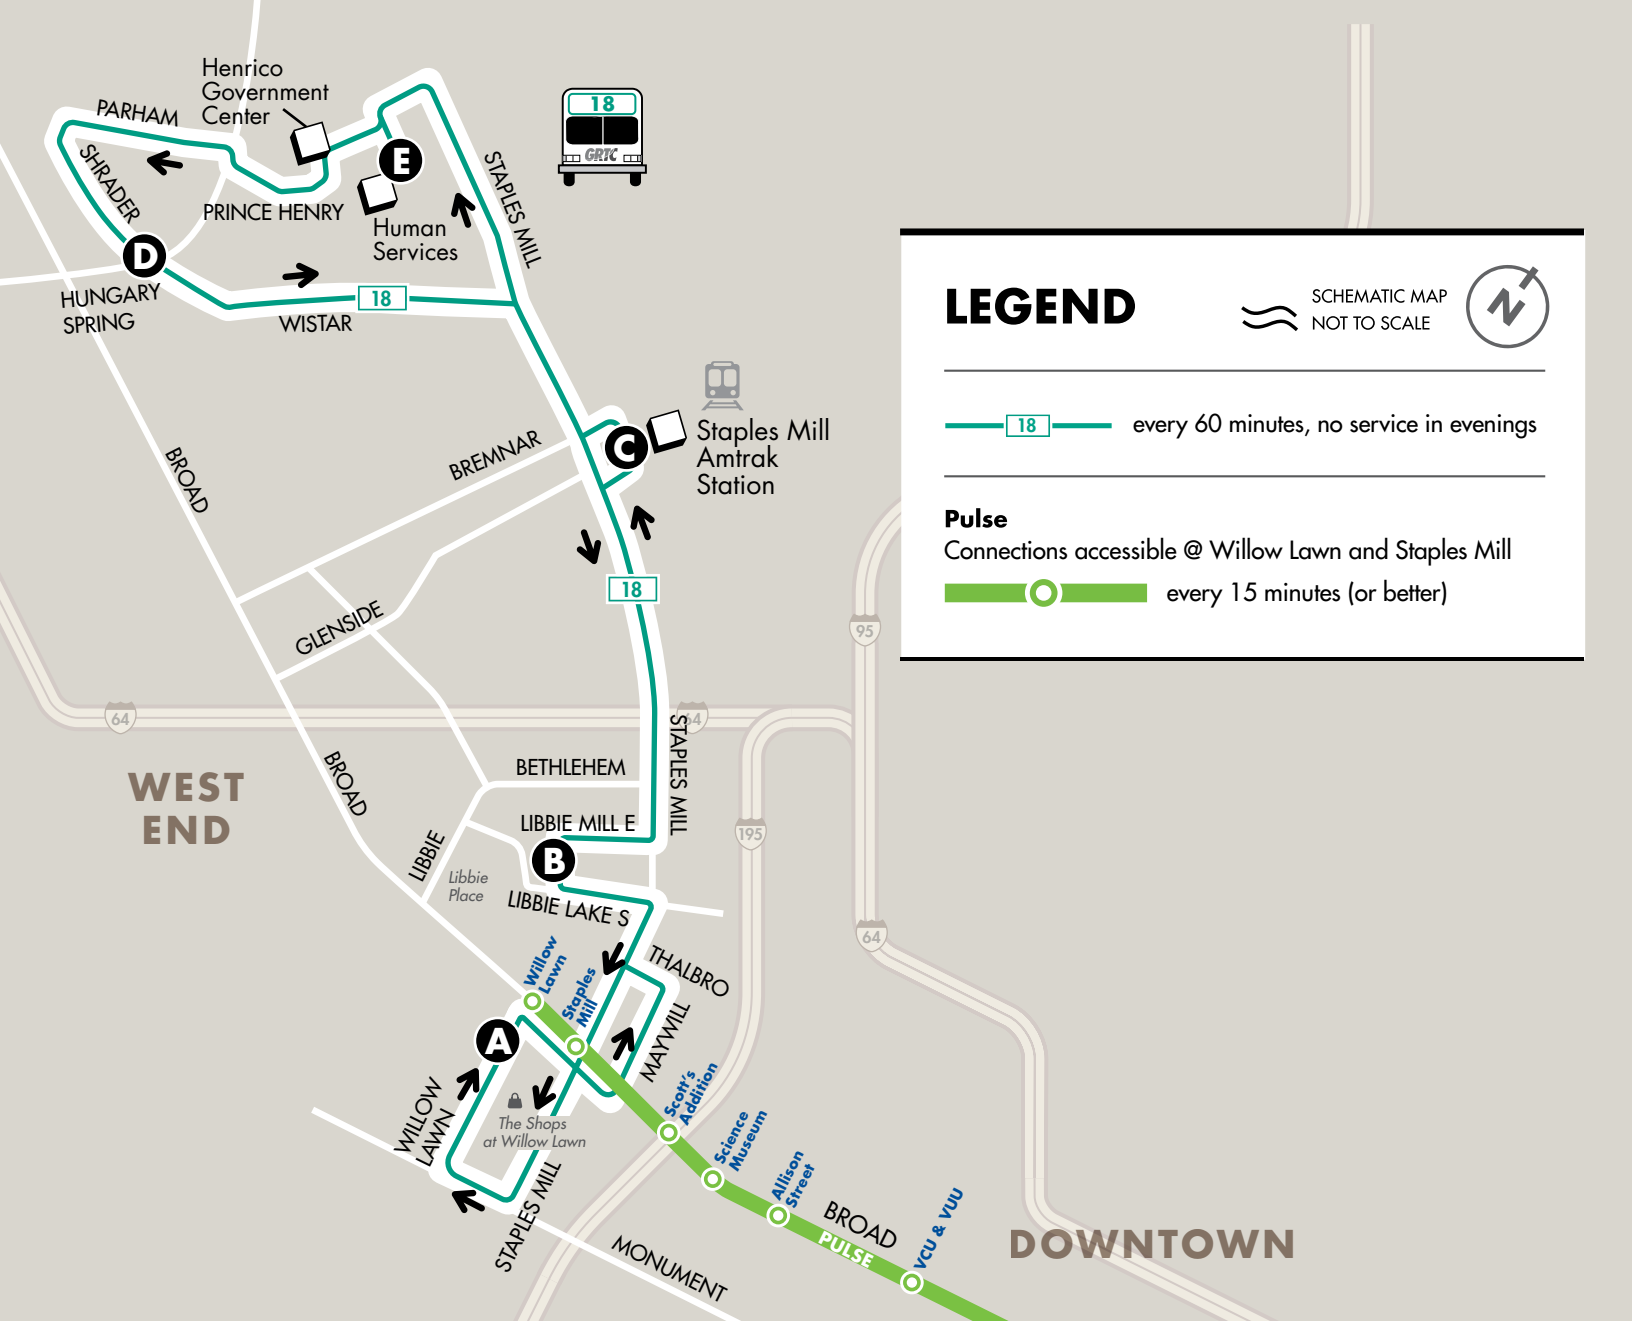 Henrico
Government
Center
PARHAM
SHRADER
PRINCE HENRY
E
Human
Services
18
GRTC
STAPLES MILL
D
HUNGARY
SPRING
18
WISTAR
LEGEND
SCHEMATIC MAP
NOT TO SCALE
N
18
every 60 minutes, no service in evenings
Pulse
Connections accessible @ Willow Lawn and Staples Mill
every 15 minutes (or better)
C
Staples Mill
Amtrak
Station
BREMNAR
BROAD
18
GLENSIDE
95
64
64
STAPLES MILL
WEST
END
BROAD
BETHLEHEM
LIBBIE MILL E
195
LIBBIE
B
Libbie
Place
LIBBIE LAKE S
64
Willow
Lawn
Staples
Mill
THALBRO
MAYWILL
A
WILLOW
LAWN
The Shops
at Willow Lawn
STAPLES MILL
Scott's
Addition
Science
Museum
Allison
Street
BROAD
PULSE
VCU & VUU
MONUMENT
DOWNTOWN